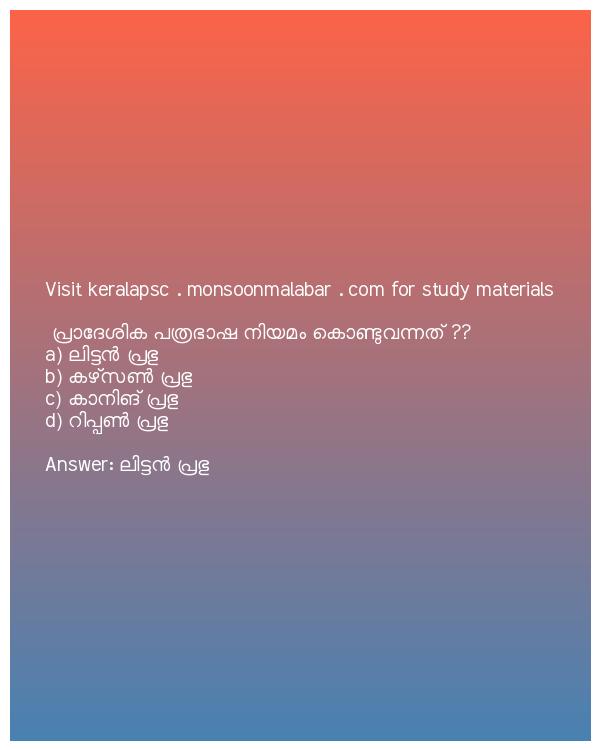 Visit keralapsc . monsoonmalabar . com for study materials
പ്രാദേശിക പത്രഭാഷ നിയമം കൊണ്ടുവന്നത് ??
a) ലിട്ടൻ പ്രഭു
b) കഴ്സൺ പ്രഭു
c) കാനിങ് പ്രഭു
d) റിപ്പൺ പ്രഭു
Answer: ലിട്ടൻ പ്രഭു